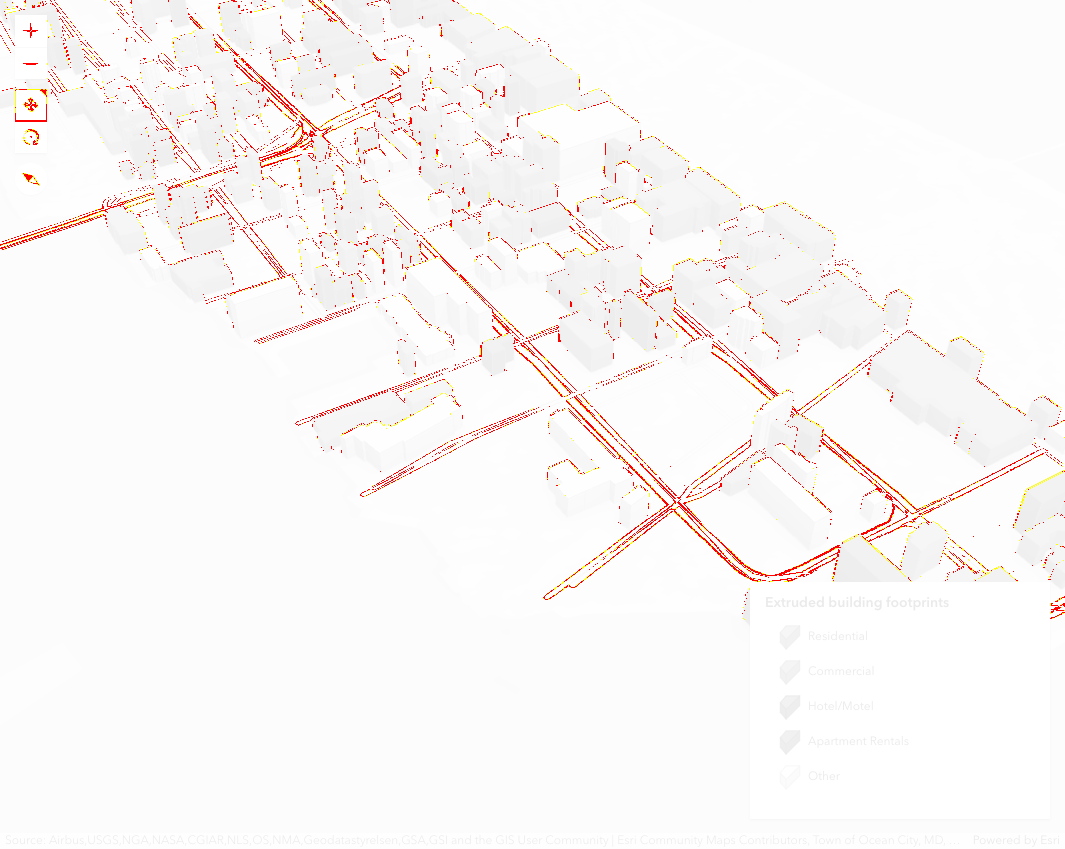 Extruded building footprints
Residential
Commercial
Hotel/Motel
Apartment Rentals
Other
Source: Airbus,USGS,NGA,NASA,CGIAR,NLS,OS,NMA,Geodatastyrelsen,GSA,GSI and the GIS User Community | Esri Community Maps Contributors, Town of Ocean City, MD, ... Powered by Esri